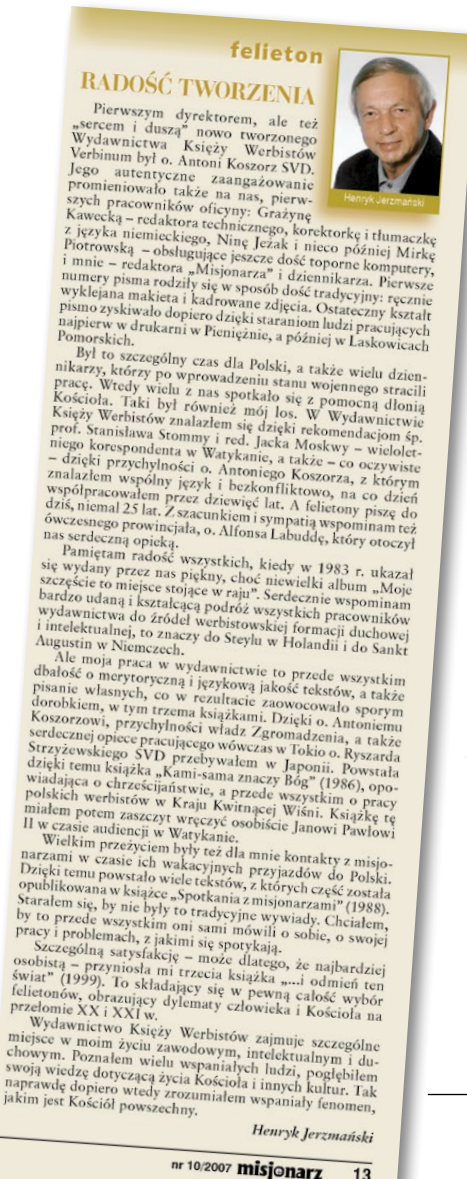 felieton
RADOŚĆ TWORZENIA
Henryk Jerzmański
Pierwszym dyrektorem, ale też
„sercem i duszą” nowo tworzonego
Wydawnictwa Księży Werbistów
Verbinum był o. Antoni Koszorz SVD.
Jego autentyczne zaangażowanie
promieniowało także na nas, pierw-
szych pracowników oficyny: Grażynę
Kawecką – redaktora technicznego, korektorkę i tłumaczkę
z języka niemieckiego, Ninę Jeżak i nieco później Mirkę
Piotrowską – obsługujące jeszcze dość toporne komputery,
i mnie – redaktora „Misjonarza” i dziennikarza. Pierwsze
numery pisma rodziły się w sposób dość tradycyjny: ręcznie
wyklejana makieta i kadrowane zdjęcia. Ostateczny kształt
pismo zyskiwało dopiero dzięki staraniom ludzi pracujących
najpierw w drukarni w Pieniężnie, a później w Laskowicach
Pomorskich.
Był to szczególny czas dla Polski, a także wielu dzien-
nikarzy, którzy po wprowadzeniu stanu wojennego stracili
pracę. Wtedy wielu z nas spotkało się z pomocną dłonią
Kościoła. Taki był również mój los. W Wydawnictwie
Księży Werbistów znalazłem się dzięki rekomendacjom śp.
prof. Stanisława Stommy i red. Jacka Moskwy – wielolet-
niego korespondenta w Watykanie, a także – co oczywiste
– dzięki przychylności o. Antoniego Koszorza, z którym
znalazłem wspólny język i bezkonfliktowo, na co dzień
współpracowałem przez dziewięć lat. A felietony piszę do
dziś, niemal 25 lat. Z szacunkiem i sympatią wspominam też
ówczesnego prowincjała, o. Alfonsa Labuddę, który otoczył
nas serdeczną opieką.
Pamiętam radość wszystkich, kiedy w 1983 r. ukazał
się wydany przez nas piękny, choć niewielki album „Moje
szczęście to miejsce stojące w raju”. Serdecznie wspominam
bardzo udaną i kształcącą podróż wszystkich pracowników
wydawnictwa do źródeł werbistowskiej formacji duchowej
i intelektualnej, to znaczy do Steylu w Holandii i do Sankt
Augustin w Niemczech.
Ale moja praca w wydawnictwie to przede wszystkim
dbałość o merytoryczną i językową jakość tekstów, a także
pisanie własnych, co w rezultacie zaowocowało sporym
dorobkiem, w tym trzema książkami. Dzięki o. Antoniemu
Koszorzowi, przychylności władz Zgromadzenia, a także
serdecznej opiece pracującego wówczas w Tokio o. Ryszarda
Strzyżewskiego SVD przebywałem w Japonii. Powstała
dzięki temu książka „Kami-sama znaczy Bóg” (1986), opo-
wiadająca o chrześcijaństwie, a przede wszystkim o pracy
polskich werbistów w Kraju Kwitnącej Wiśni. Książkę tę
miałem potem zaszczyt wręczyć osobiście Janowi Pawłowi
II w czasie audiencji w Watykanie.
Wielkim przeżyciem były też dla mnie kontakty z misjo-
narzami w czasie ich wakacyjnych przyjazdów do Polski.
Dzięki temu powstało wiele tekstów, z których część została
opublikowana w książce „Spotkania z misjonarzami” (1988).
Starałem się, by nie były to tradycyjne wywiady. Chciałem,
by to przede wszystkim oni sami mówili o sobie, o swojej
pracy i problemach, z jakimi się spotykają.
Szczególną satysfakcję – może dlatego, że najbardziej
osobistą – przyniosła mi trzecia książka „...i odmień ten
świat” (1999). To składający się w pewną całość wybór
felietonów, obrazujący dylematy człowieka i Kościoła na
przełomie XX i XXI w.
Wydawnictwo Księży Werbistów zajmuje szczególne
miejsce w moim życiu zawodowym, intelektualnym i du-
chowym. Poznałem wielu wspaniałych ludzi, pogłębiłem
swoją wiedzę dotyczącą życia Kościoła i innych kultur. Tak
naprawdę dopiero wtedy zrozumiałem wspaniały fenomen,
jakim jest Kościół powszechny.
Henryk Jerzmański
nr 10/2007 misjonarz 13